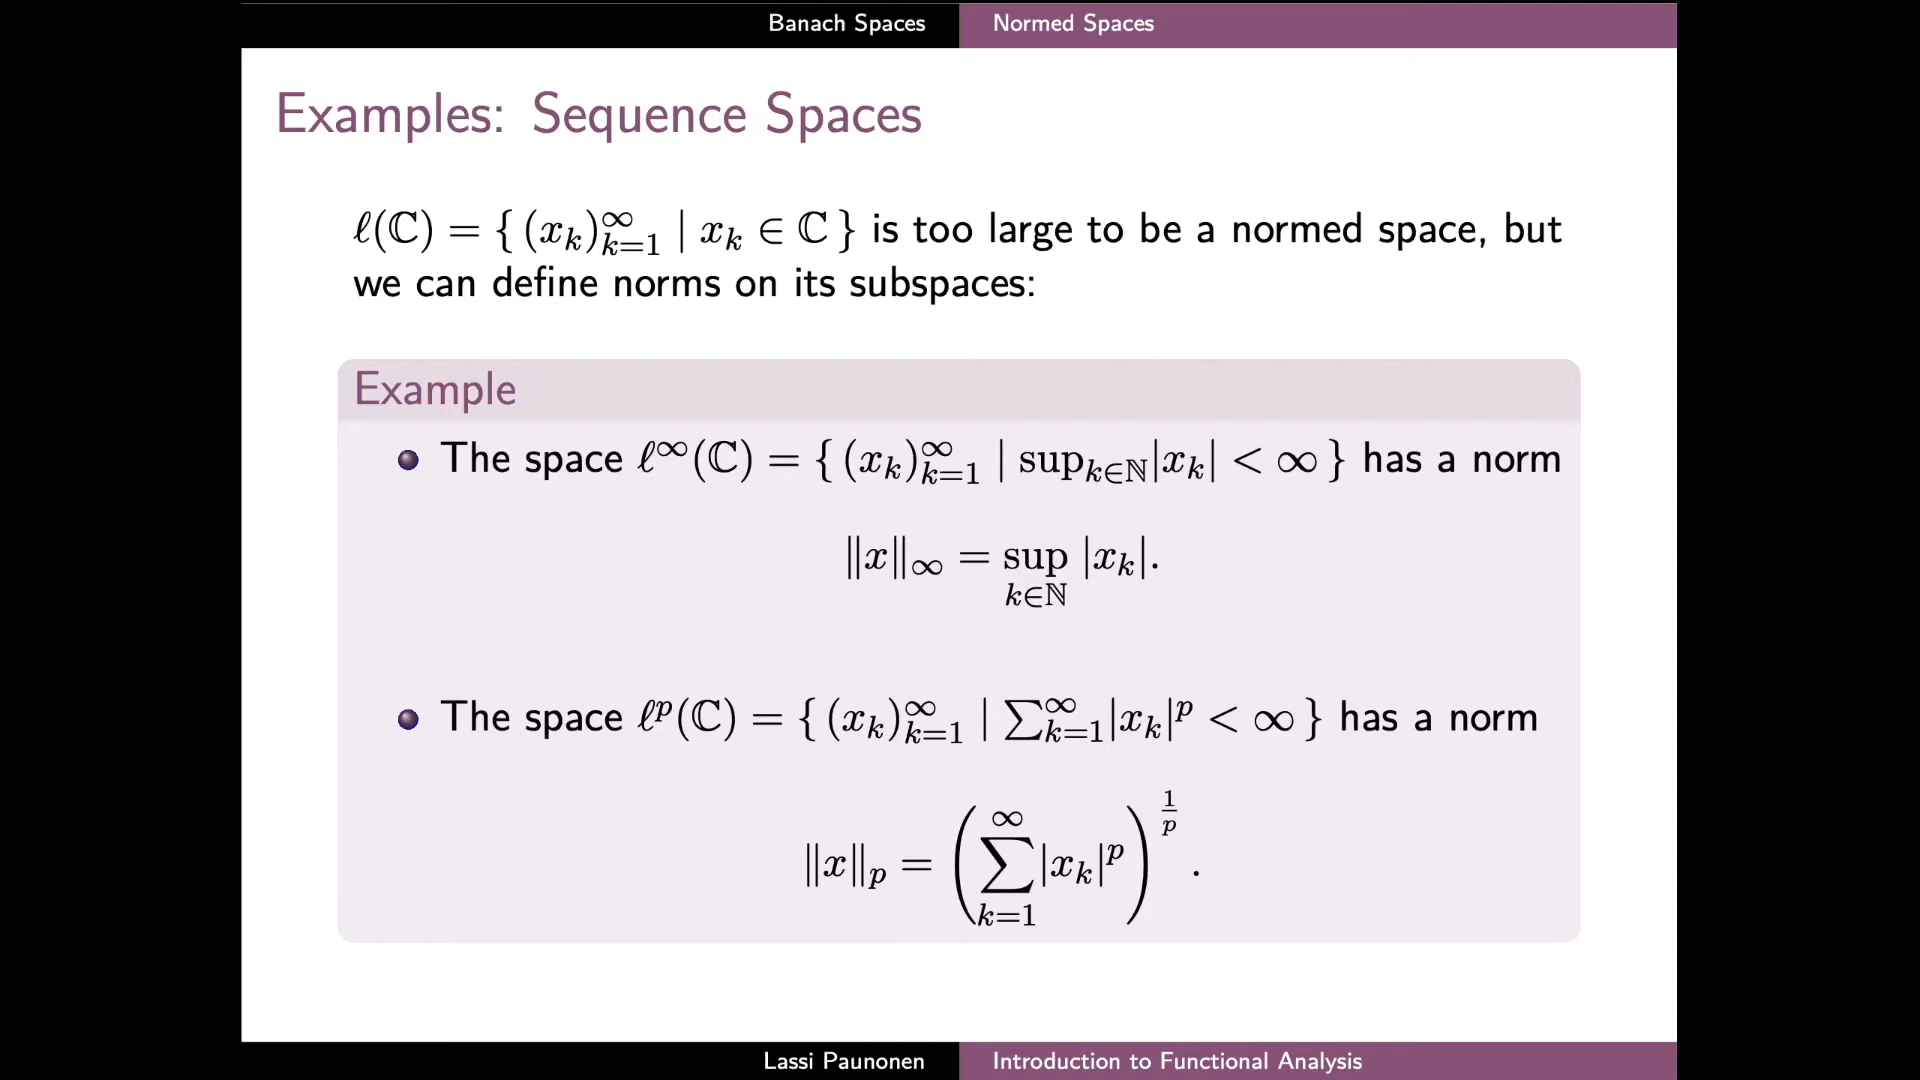 Banach Spaces
Normed Spaces
Examples: Sequence Spaces
ℓ(ℂ) = { (x_k)_{k=1}^∞ | x_k ∈ ℂ } is too large to be a normed space, but
we can define norms on its subspaces:
Example
The space ℓ^∞(ℂ) = { (x_k)_{k=1}^∞ | sup_{k∈ℕ}|x_k| < ∞ } has a norm
‖x‖_∞ = sup_{k∈ℕ} |x_k|.
The space ℓ^p(ℂ) = { (x_k)_{k=1}^∞ | ∑_{k=1}^∞|x_k|^p < ∞ } has a norm
‖x‖_p = (∑_{k=1}^∞ |x_k|^p)^{1/p}.
Lassi Paunonen
Introduction to Functional Analysis